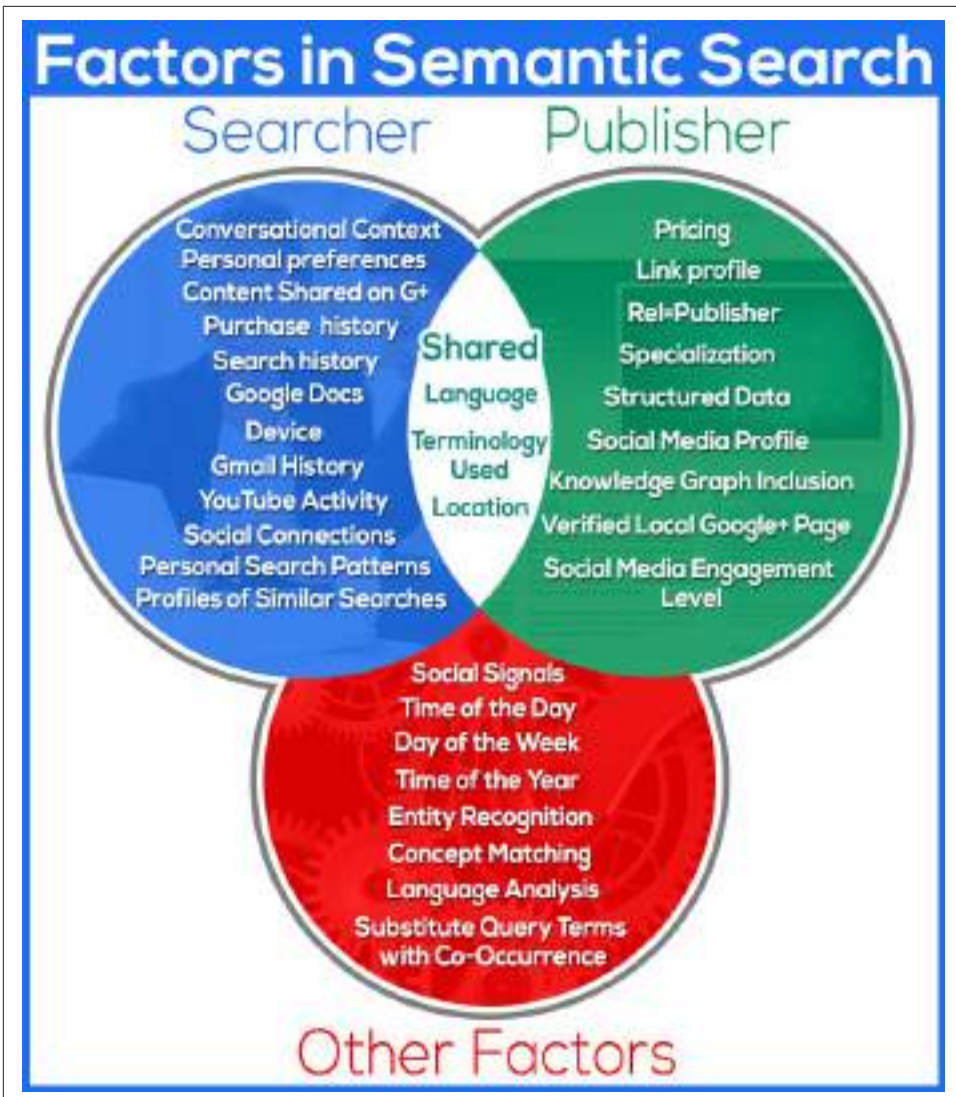 Factors in Semantic Search
Searcher
Publisher
Conversational Context
Personal preferences
Content Shared on G+
Purchase history
Search history
Google Docs
Device
Gmail History
YouTube Activity
Social Connections
Personal Search Patterns
Profiles of Similar Searches
Shared
Language
Terminology
Used
Location
Pricing
Link profile
Rel=Publisher
Specialization
Structured Data
Social Media Profile
Knowledge Graph Inclusion
Verified Local Google+ Page
Social Media Engagement
Level
Social Signals
Time of the Day
Day of the Week
Time of the Year
Entity Recognition
Concept Matching
Language Analysis
Substitute Query Terms
with Co-Occurrence
Other Factors